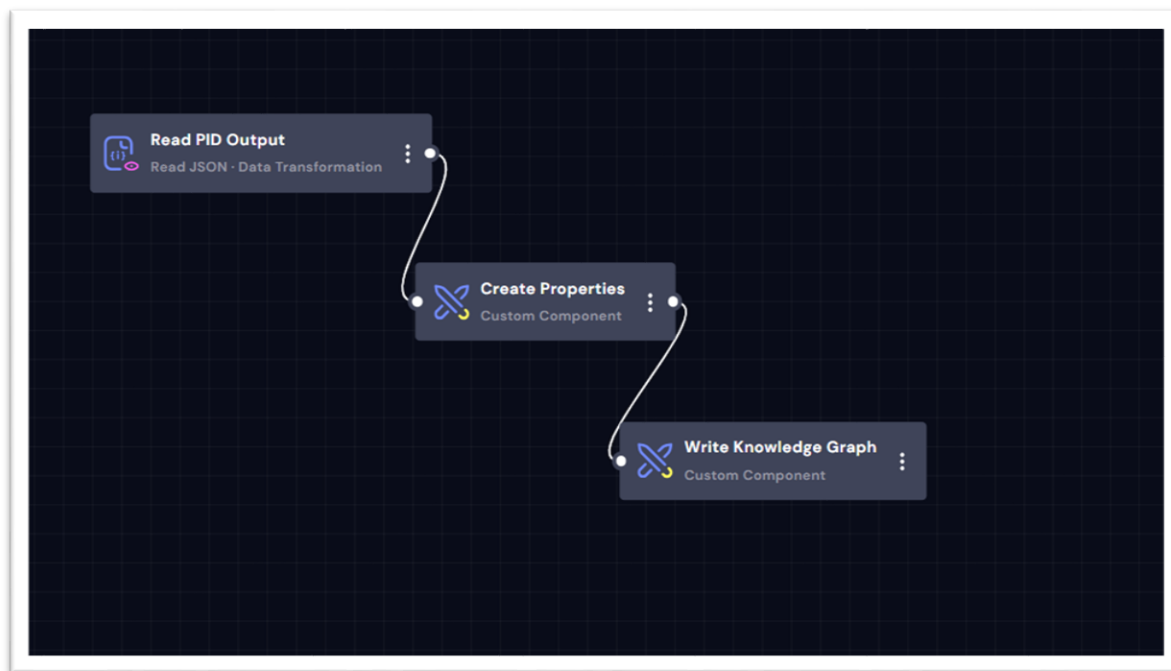 Read PID Output
Read JSON · Data Transformation
Create Properties
Custom Component
Write Knowledge Graph
Custom Component